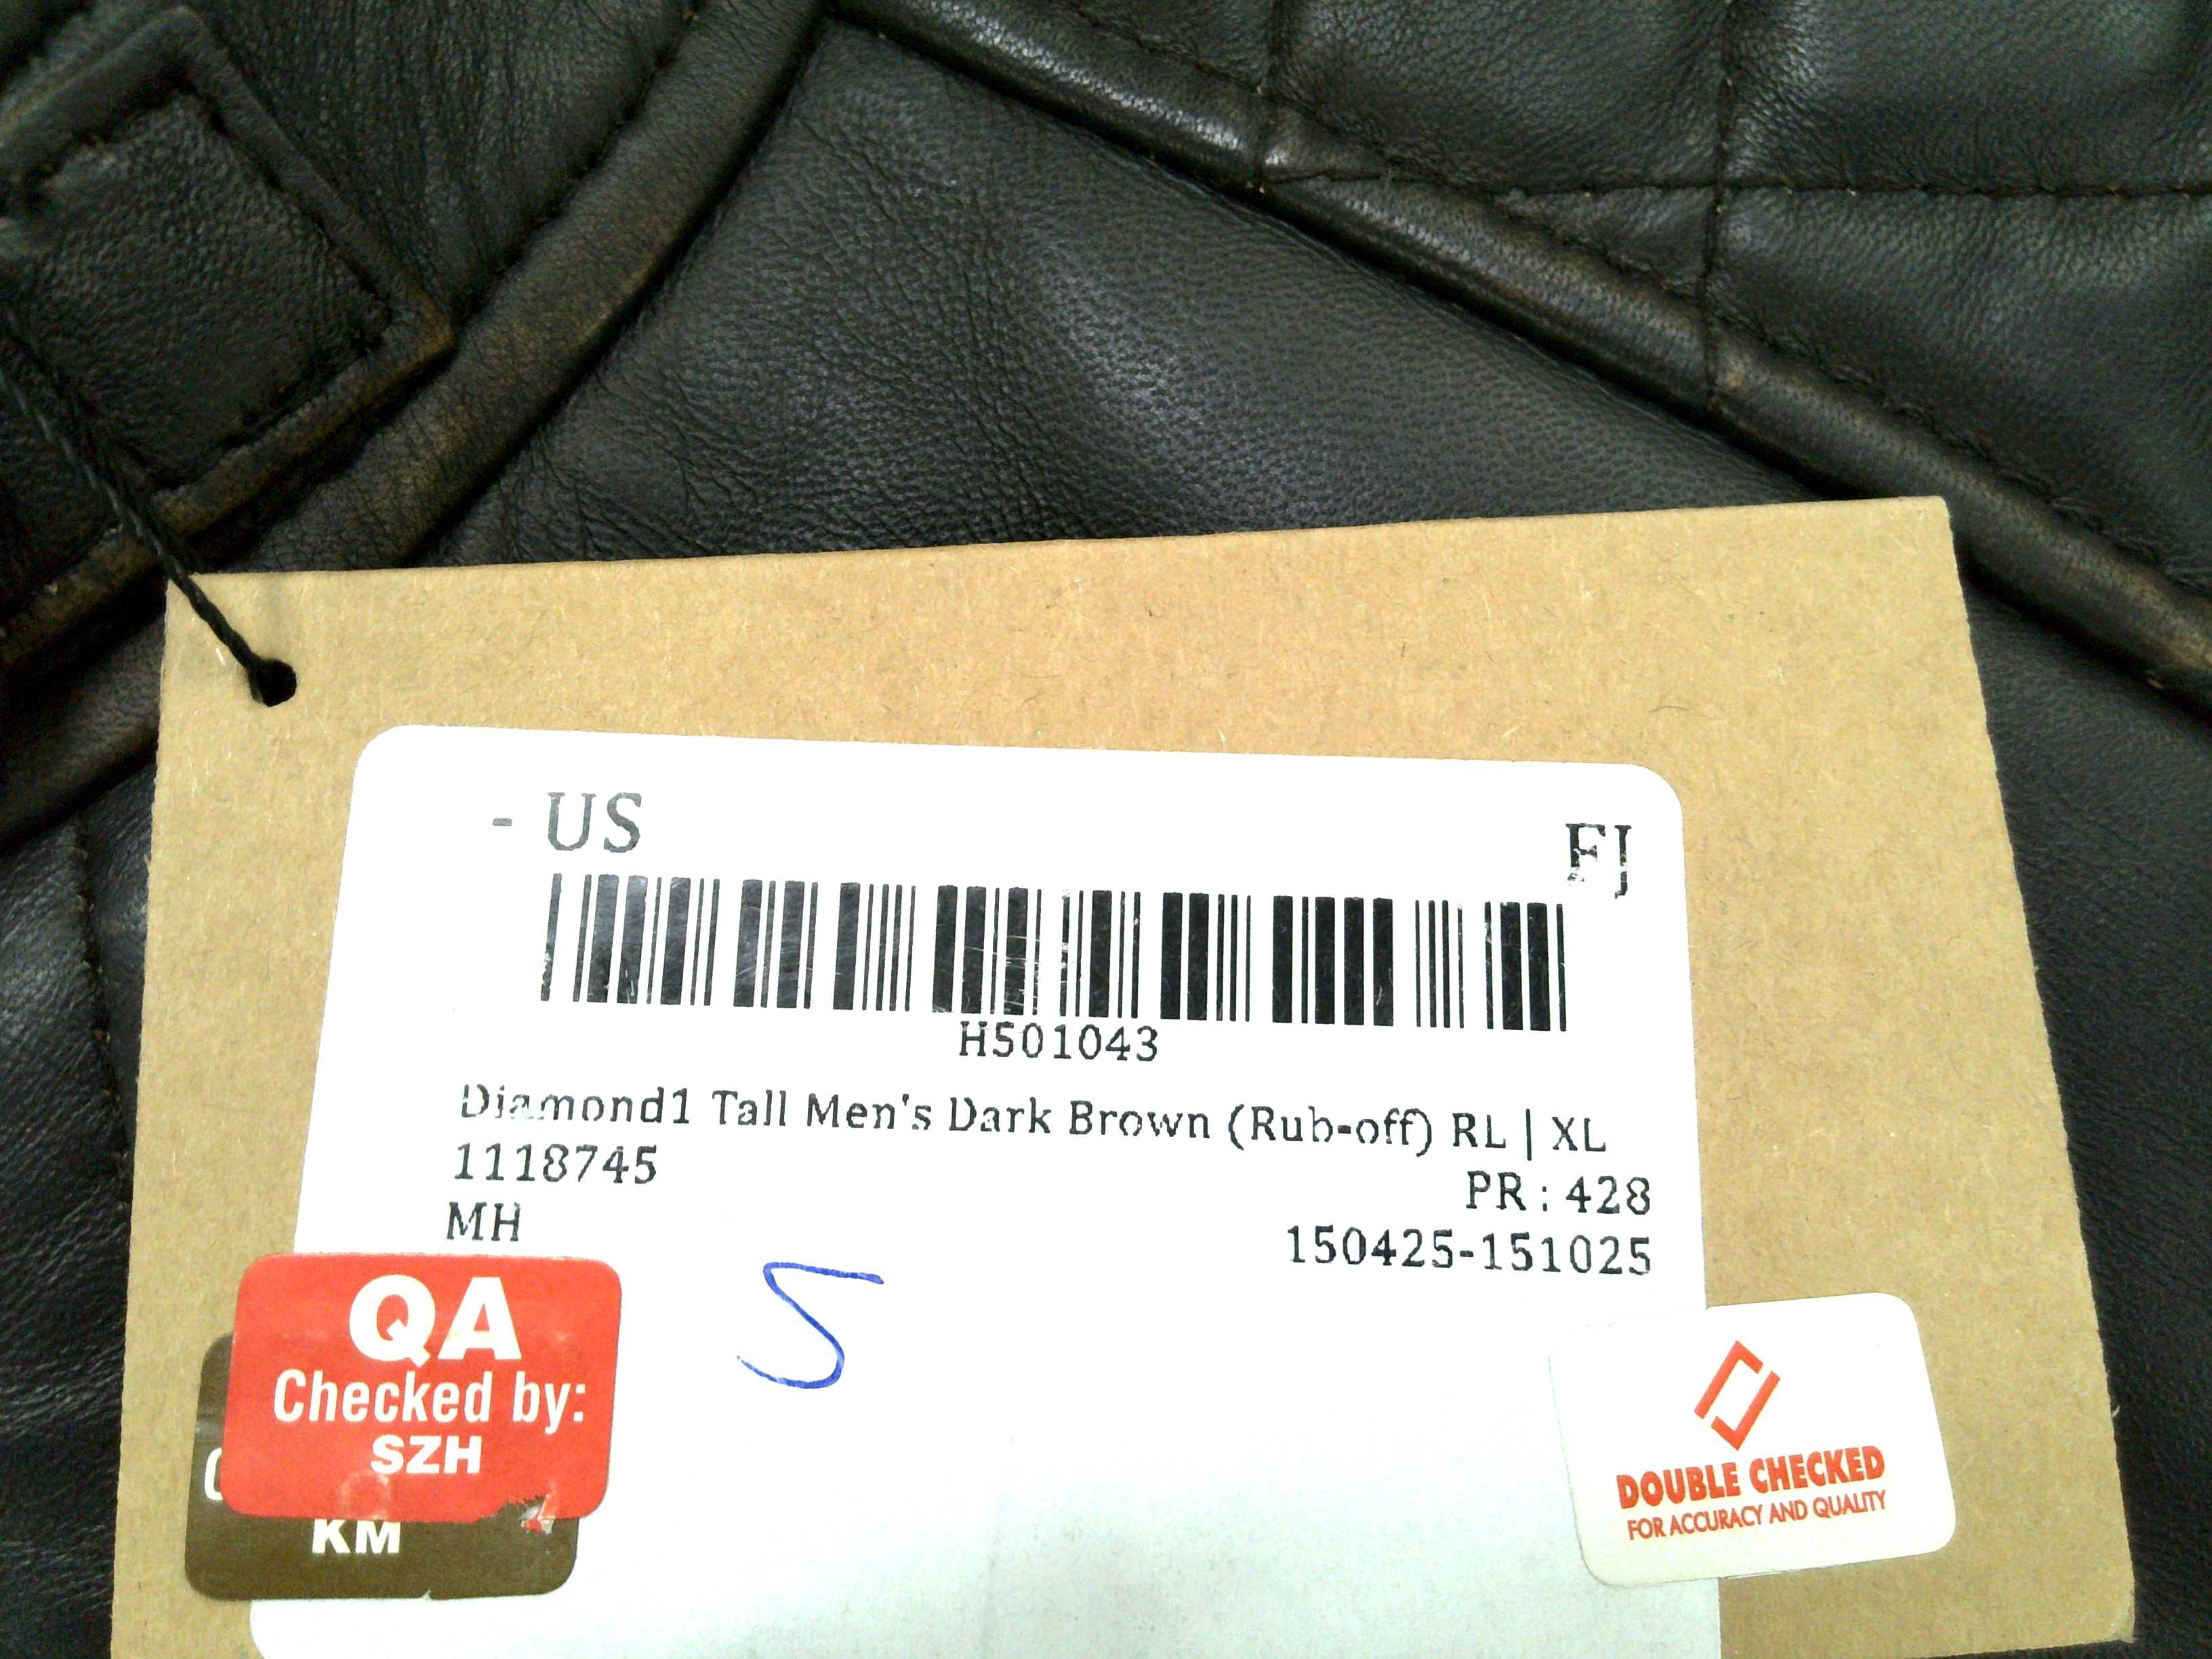 - US FJ
H501043
Diamond1 Tall Men's Dark Brown (Rub-off) RL | XL
1118745 PR : 428
MH 150425-151025
5
QA
Checked by:
SZH
KM
DOUBLE CHECKED
FOR ACCURACY AND QUALITY